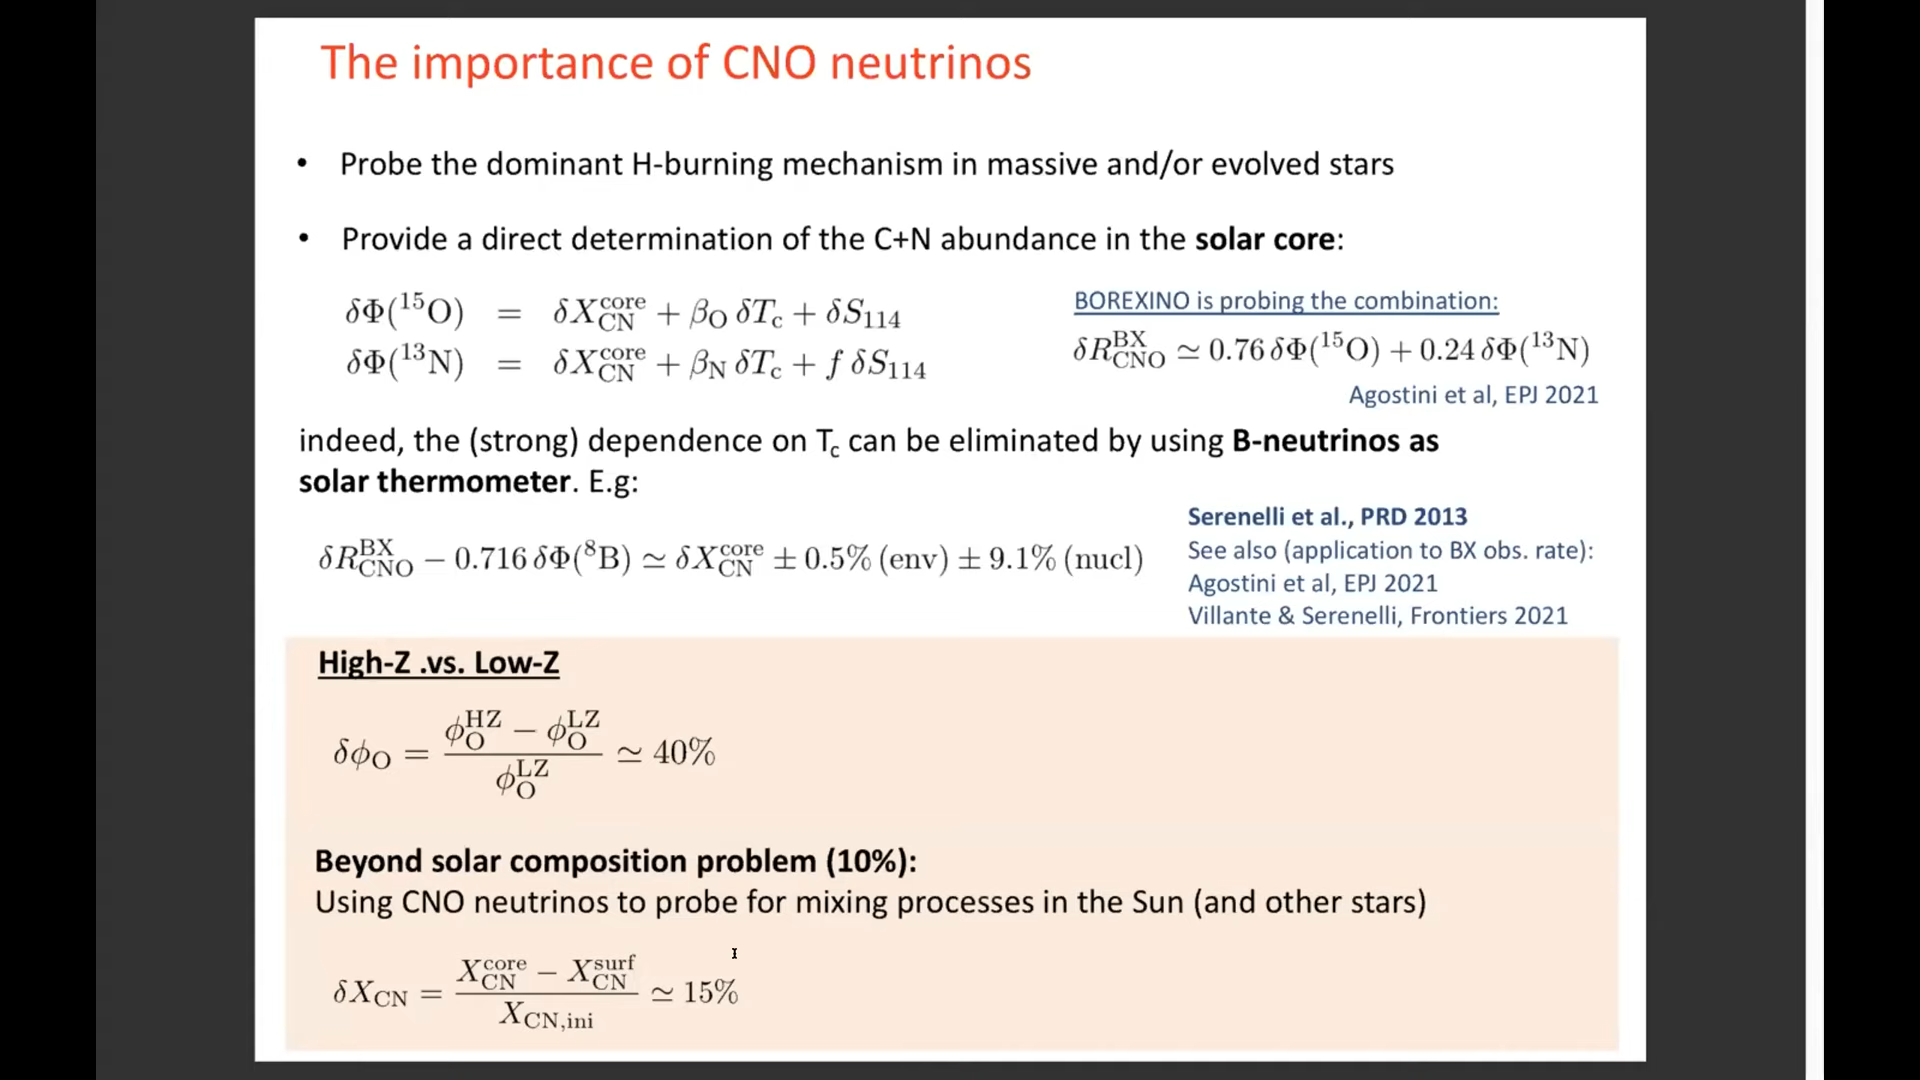 The importance of CNO neutrinos
• Probe the dominant H-burning mechanism in massive and/or evolved stars
• Provide a direct determination of the C+N abundance in the solar core:
δΦ(¹⁵O) = δX_CN^core + β_O δT_c + δS₁₁₄
δΦ(¹³N) = δX_CN^core + β_N δT_c + f δS₁₁₄
BOREXINO is probing the combination:
δR_CNO^BX ≃ 0.76 δΦ(¹⁵O) + 0.24 δΦ(¹³N)
Agostini et al, EPJ 2021
indeed, the (strong) dependence on T_c can be eliminated by using B-neutrinos as
solar thermometer. E.g:
δR_CNO^BX − 0.716 δΦ(⁸B) ≃ δX_CN^core ± 0.5% (env) ± 9.1% (nucl)
Serenelli et al., PRD 2013
See also (application to BX obs. rate):
Agostini et al, EPJ 2021
Villante & Serenelli, Frontiers 2021
High-Z .vs. Low-Z
δϕ_O = (ϕ_O^HZ − ϕ_O^LZ) / ϕ_O^LZ ≃ 40%
Beyond solar composition problem (10%):
Using CNO neutrinos to probe for mixing processes in the Sun (and other stars)
δX_CN = (X_CN^core − X_CN^surf) / X_CN,ini ≃ 15%